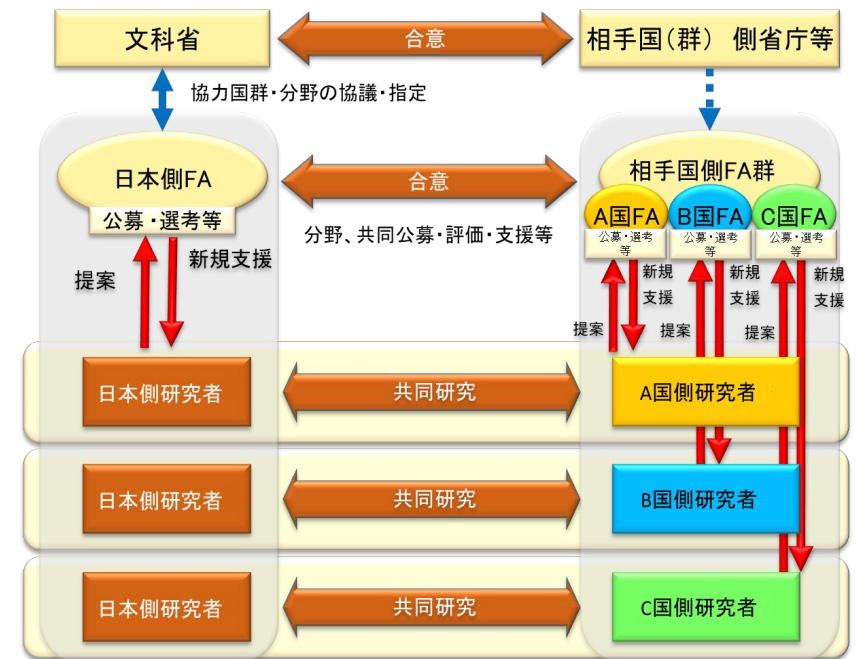 文科省
合意
相手国(群) 側省庁等
協力国群・分野の協議・指定
日本側FA
公募・選考等
合意
分野、共同公募・評価・支援等
相手国側FA群
A国FA
B国FA
C国FA
公募・選考
等
公募・選考
等
公募・選考
等
提案
新規支援
提案
新規
支援
提案
新規
支援
提案
新規
支援
日本側研究者
共同研究
A国側研究者
日本側研究者
共同研究
B国側研究者
日本側研究者
共同研究
C国側研究者